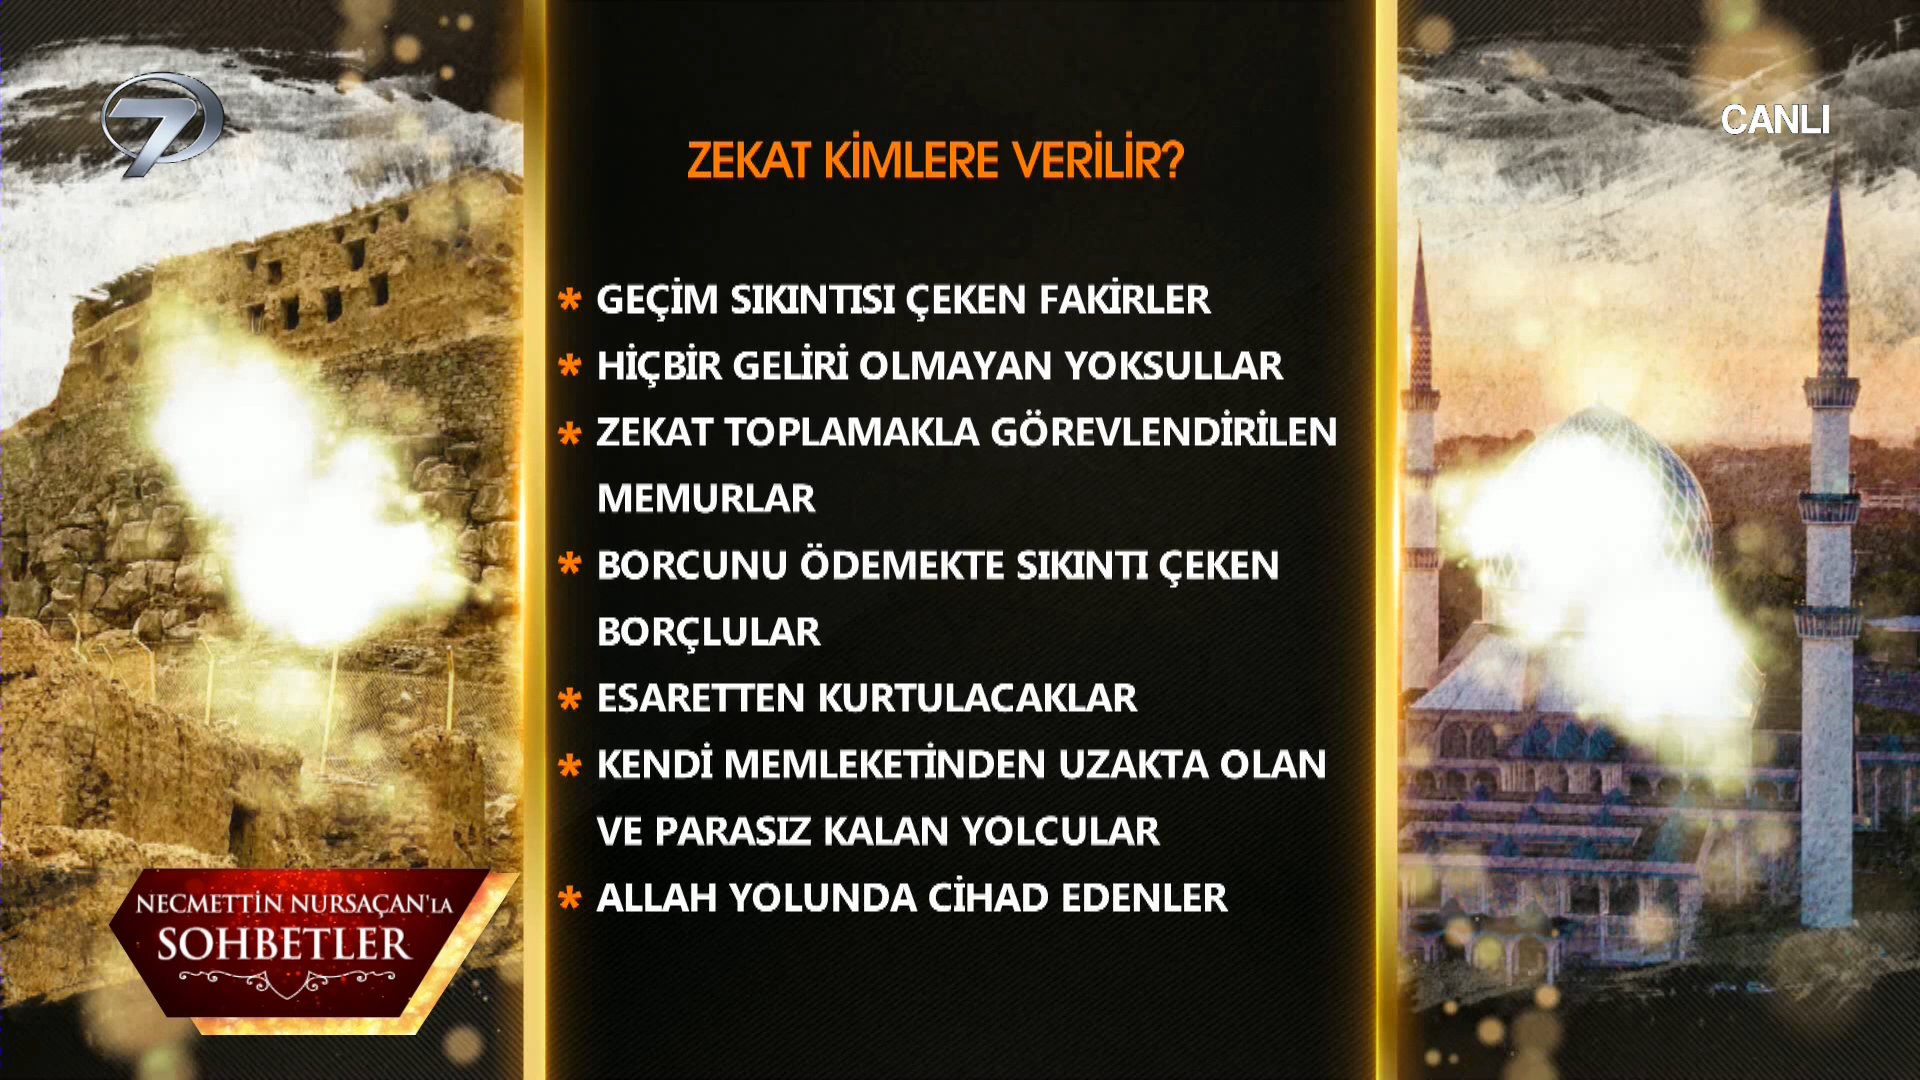 7
CANLI
ZEKAT KİMLERE VERİLİR?
* GEÇİM SIKINTISI ÇEKEN FAKİRLER
* HİÇBİR GELİRİ OLMAYAN YOKSULLAR
* ZEKAT TOPLAMAKLA GÖREVLENDİRİLEN
MEMURLAR
* BORCUNU ÖDEMEKTE SIKINTI ÇEKEN
BORÇLULAR
* ESARETTEN KURTULACAKLAR
* KENDİ MEMLEKETİNDEN UZAKTA OLAN
VE PARASIZ KALAN YOLCULAR
* ALLAH YOLUNDA CİHAD EDENLER
NECMETTİN NURSAÇAN'LA
SOHBETLER